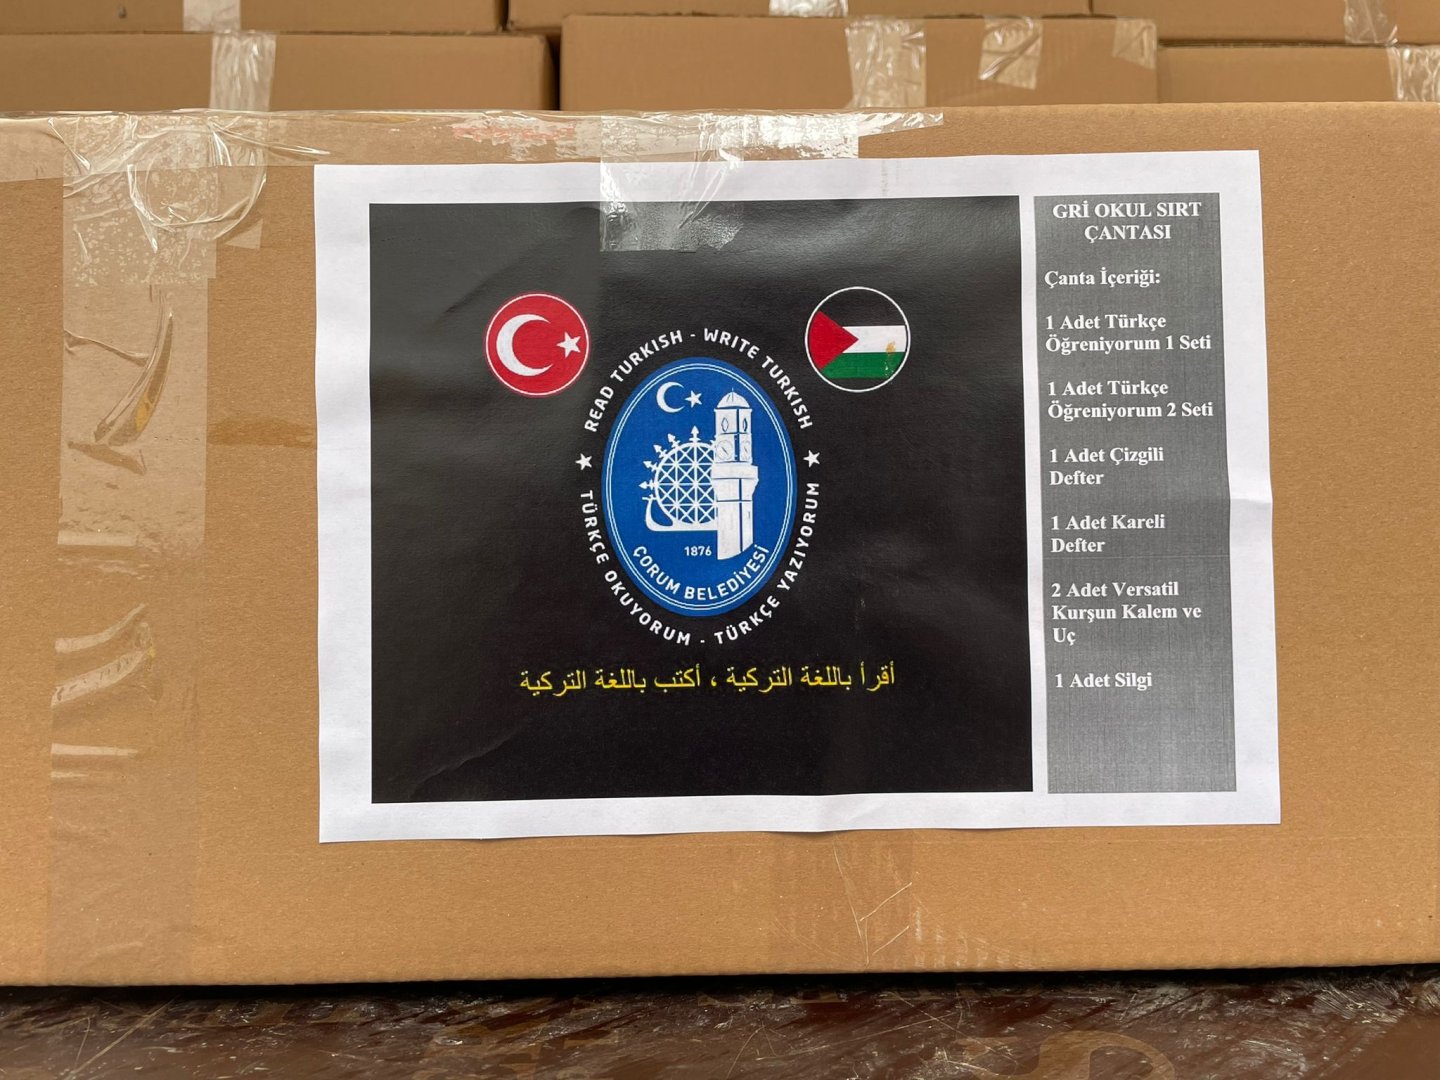 READ TURKISH - WRITE TURKISH
1876
ÇORUM BELEDİYESİ
TÜRKÇE OKUYORUM - TÜRKÇE YAZIYORUM
أقرأ باللغة التركية ، أكتب باللغة التركية
GRİ OKUL SIRT
ÇANTASI
Çanta İçeriği:
1 Adet Türkçe
Öğreniyorum 1 Seti
1 Adet Türkçe
Öğreniyorum 2 Seti
1 Adet Çizgili
Defter
1 Adet Kareli
Defter
2 Adet Versatil
Kurşun Kalem ve
Uç
1 Adet Silgi